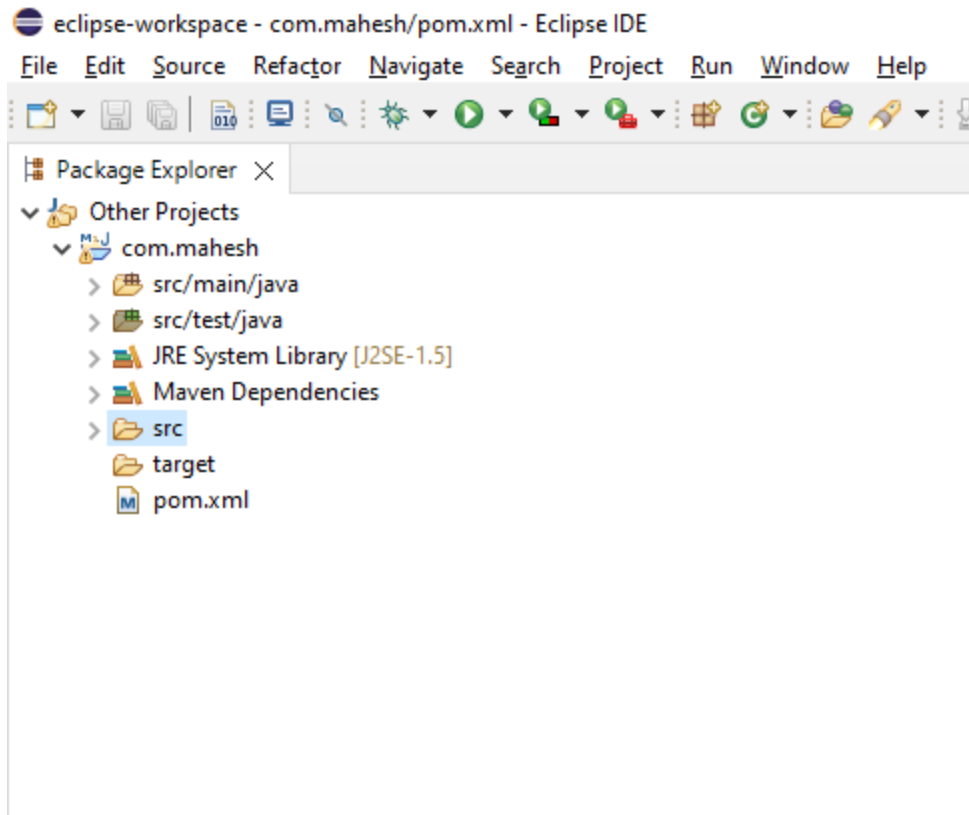 eclipse-workspace - com.mahesh/pom.xml - Eclipse IDE
File Edit Source Refactor Navigate Search Project Run Window Help
Package Explorer
Other Projects
com.mahesh
src/main/java
src/test/java
JRE System Library [J2SE-1.5]
Maven Dependencies
src
target
pom.xml